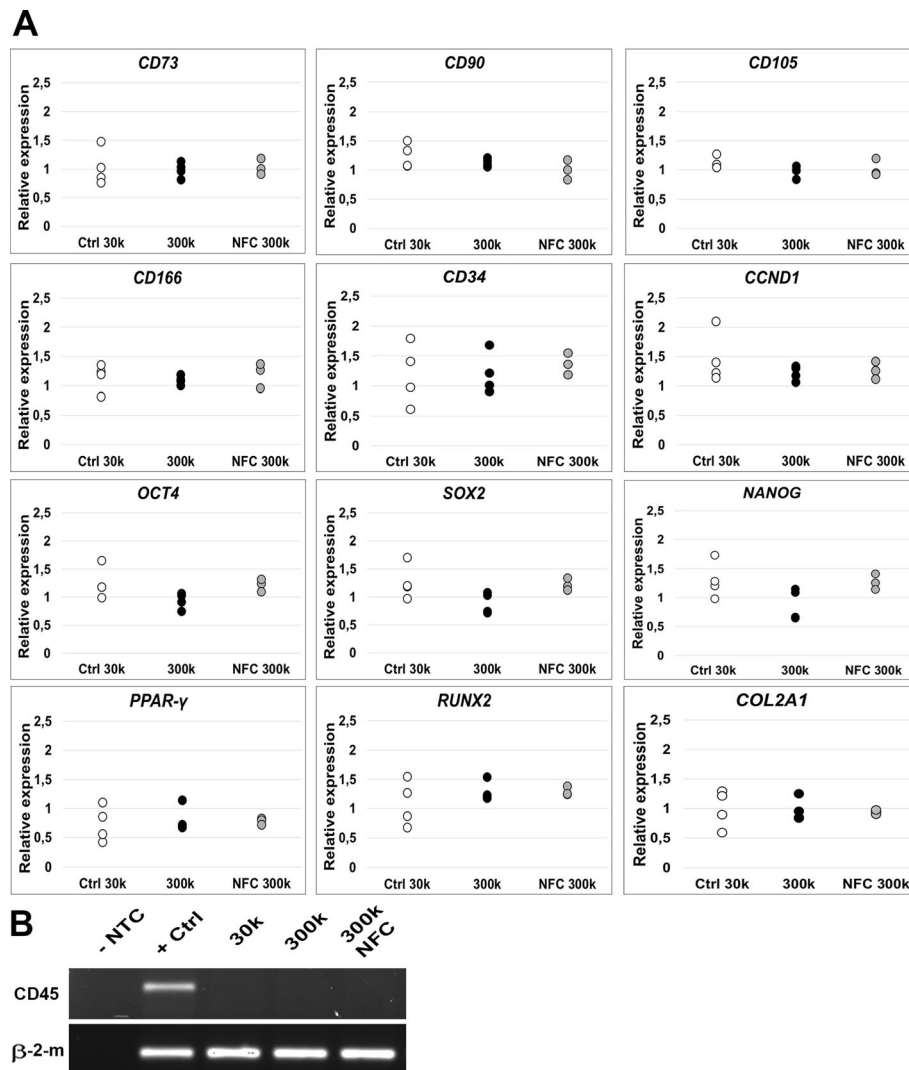 A
CD73
Relative expression
2,5
2
1,5
1
0,5
0
Ctrl 30k 300k NFC 300k
CD90
Relative expression
2,5
2
1,5
1
0,5
0
Ctrl 30k 300k NFC 300k
CD105
Relative expression
2,5
2
1,5
1
0,5
0
Ctrl 30k 300k NFC 300k
CD166
Relative expression
2,5
2
1,5
1
0,5
0
Ctrl 30k 300k NFC 300k
CD34
Relative expression
2,5
2
1,5
1
0,5
0
Ctrl 30k 300k NFC 300k
CCND1
Relative expression
2,5
2
1,5
1
0,5
0
Ctrl 30k 300k NFC 300k
OCT4
Relative expression
2,5
2
1,5
1
0,5
0
Ctrl 30k 300k NFC 300k
SOX2
Relative expression
2,5
2
1,5
1
0,5
0
Ctrl 30k 300k NFC 300k
NANOG
Relative expression
2,5
2
1,5
1
0,5
0
Ctrl 30k 300k NFC 300k
PPAR-γ
Relative expression
2,5
2
1,5
1
0,5
0
Ctrl 30k 300k NFC 300k
RUNX2
Relative expression
2,5
2
1,5
1
0,5
0
Ctrl 30k 300k NFC 300k
COL2A1
Relative expression
2,5
2
1,5
1
0,5
0
Ctrl 30k 300k NFC 300k
B
- NTC
+ Ctrl
30k
300k
300k
NFC
CD45
β-2-m